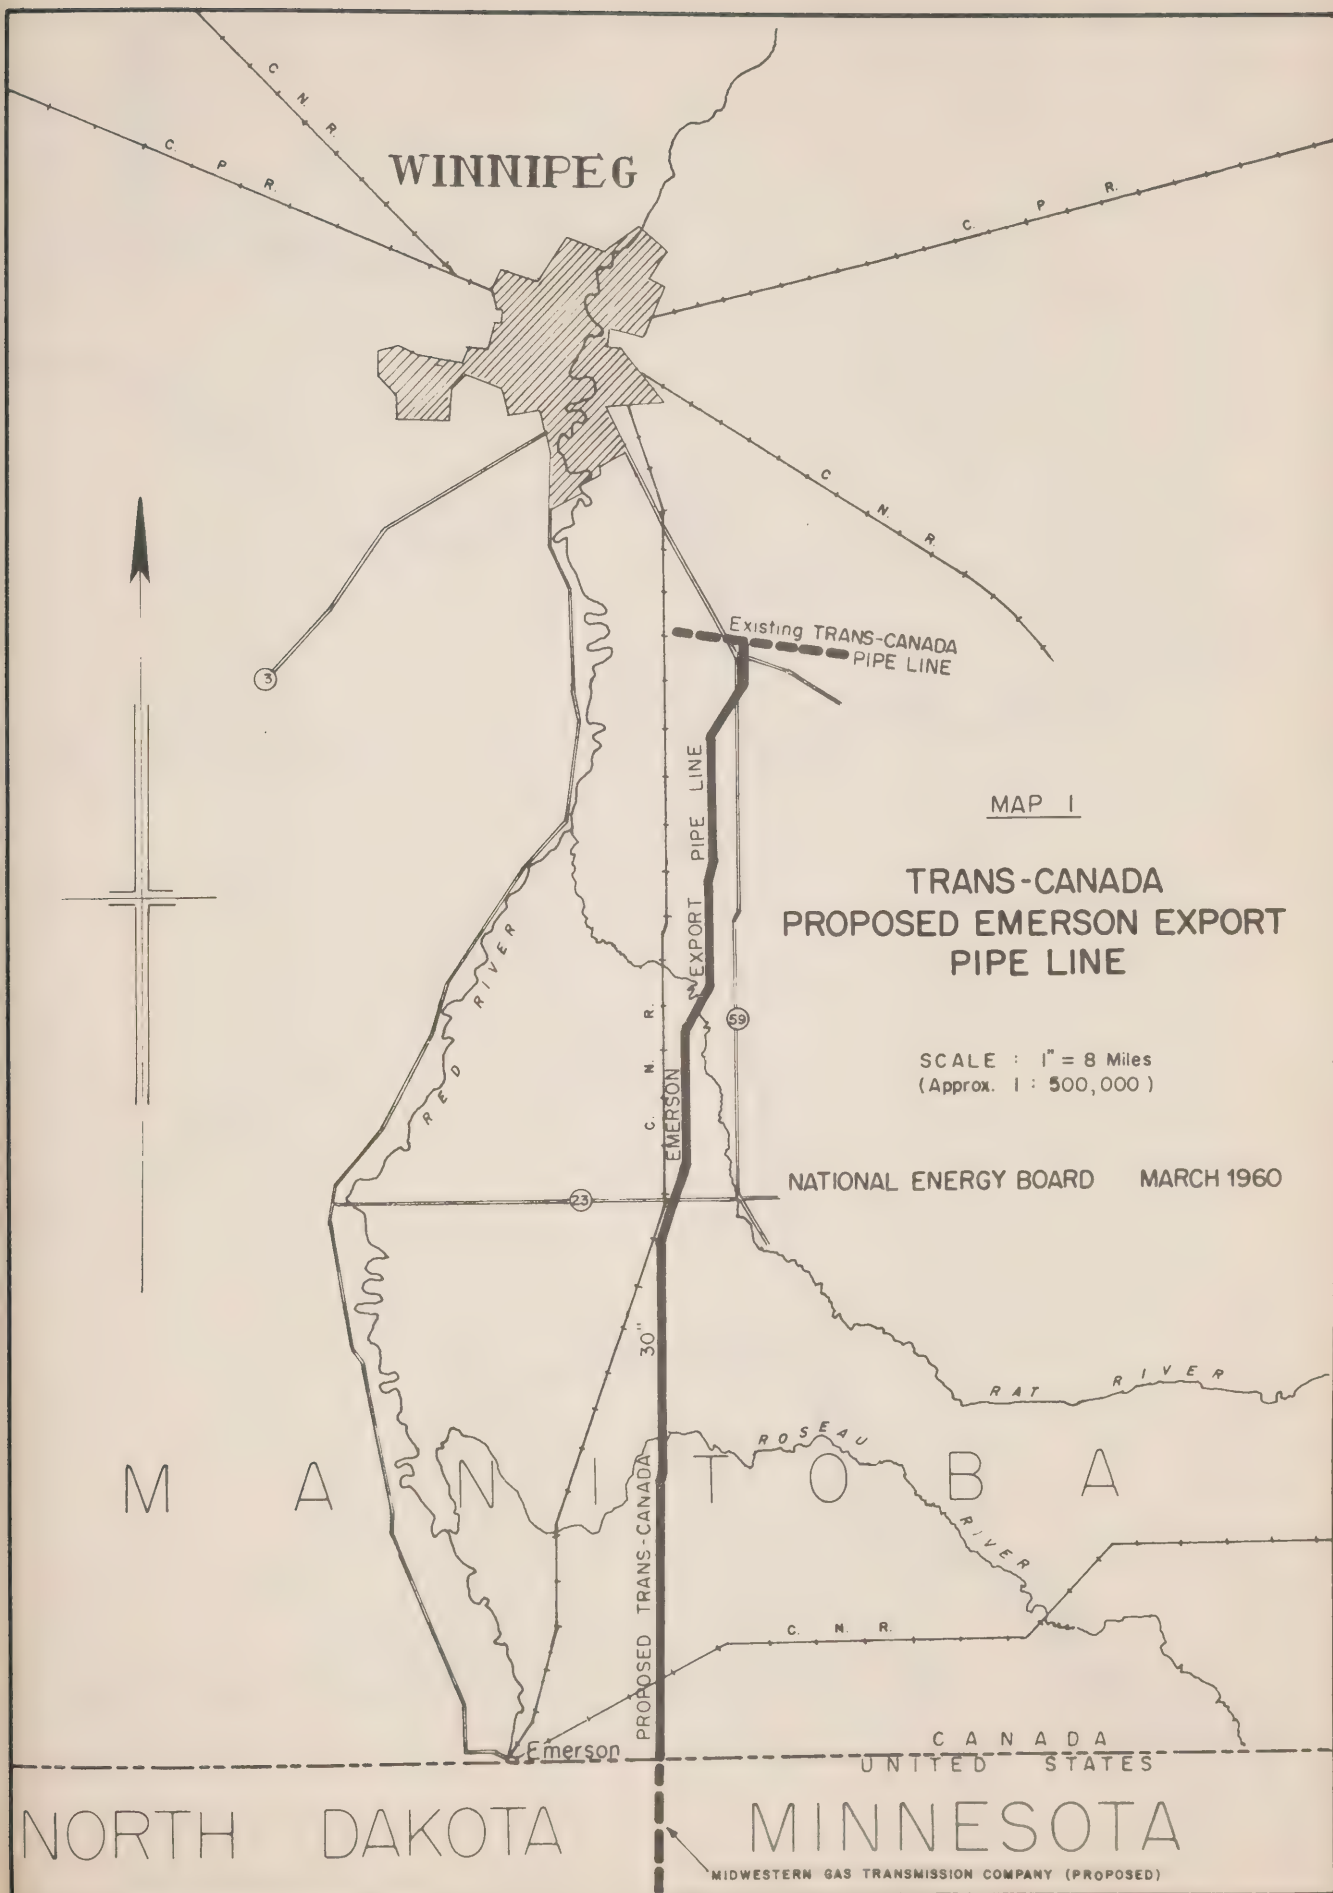 C. N. R.
C. P. R.
WINNIPEG
C. P. R.
C. N. R.
3
Existing TRANS-CANADA
PIPE LINE
MAP 1
TRANS-CANADA
PROPOSED EMERSON EXPORT
PIPE LINE
SCALE : 1" = 8 Miles
(Approx. 1 : 500,000)
NATIONAL ENERGY BOARD MARCH 1960
PROPOSED TRANS-CANADA 30" EMERSON EXPORT PIPE LINE
RED RIVER
C. N. R.
59
23
RAT RIVER
ROSEAU RIVER
MANITOBA
C. N. R.
Emerson
CANADA
UNITED STATES
NORTH DAKOTA
MINNESOTA
MIDWESTERN GAS TRANSMISSION COMPANY (PROPOSED)